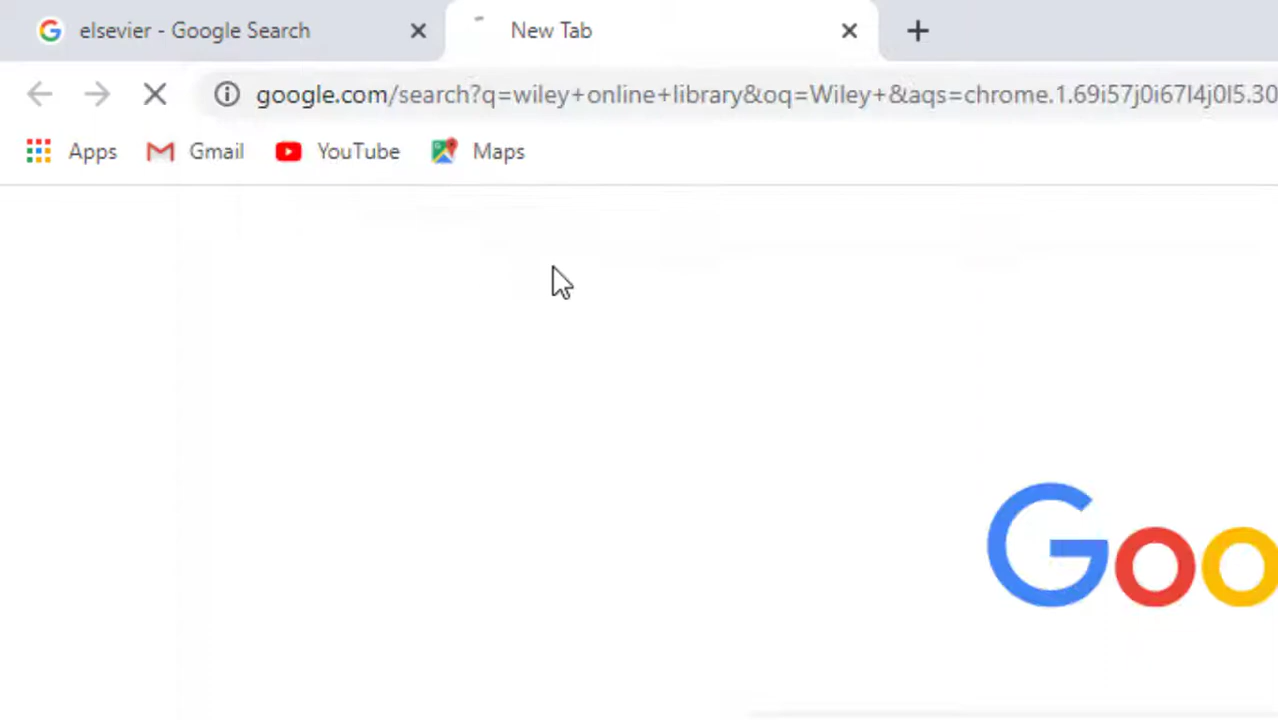 elsevier - Google Search
New Tab
google.com/search?q=wiley+online+library&oq=Wiley+&aqs=chrome.1.69i57j0i67l4j0l5.30
Apps
Gmail
YouTube
Maps
Goo